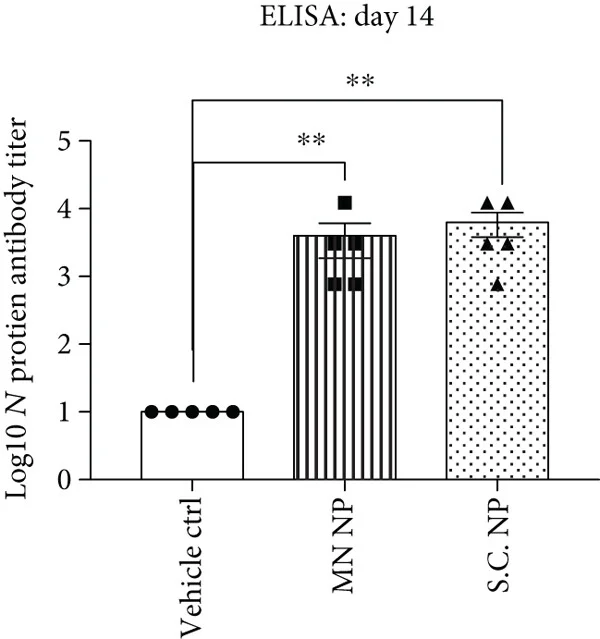 ELISA: day 14
**
**
Log10 N protien antibody titer
5
4
3
2
1
0
Vehicle ctrl
MN NP
S.C. NP